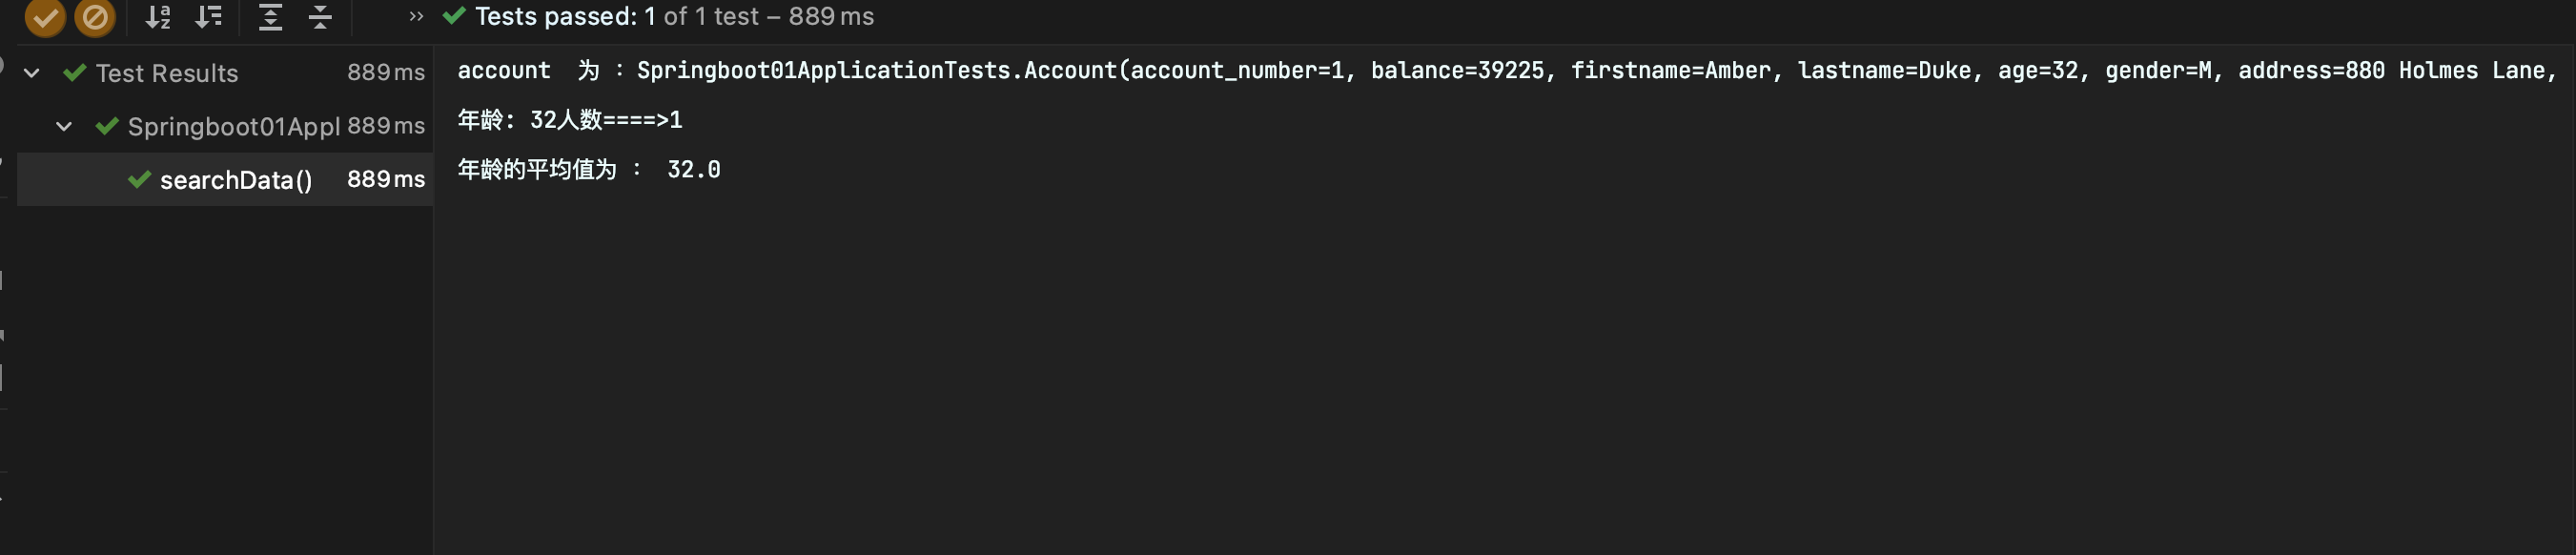 Tests passed: 1 of 1 test – 889 ms
Test Results 889 ms
Springboot01Appl 889 ms
searchData() 889 ms
account  为 ：Springboot01ApplicationTests.Account(account_number=1, balance=39225, firstname=Amber, lastname=Duke, age=32, gender=M, address=880 Holmes Lane,
年龄: 32人数====>1
年龄的平均值为 ： 32.0